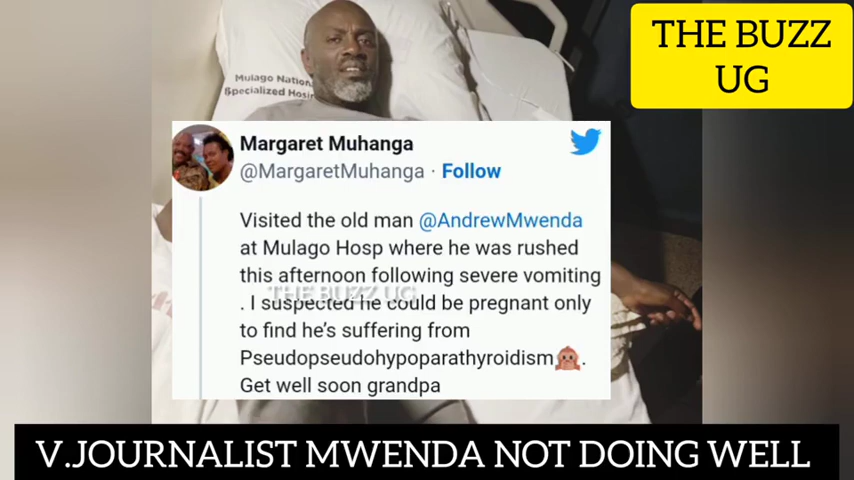 THE BUZZ
UG
Mulago Nation
Specialized Hosp
Margaret Muhanga
@MargaretMuhanga · Follow
Visited the old man @AndrewMwenda
at Mulago Hosp where he was rushed
this afternoon following severe vomiting
. I suspected he could be pregnant only
THE BUZZ UG
to find he's suffering from
Pseudopseudohypoparathyroidism🙊.
Get well soon grandpa
V.JOURNALIST MWENDA NOT DOING WELL